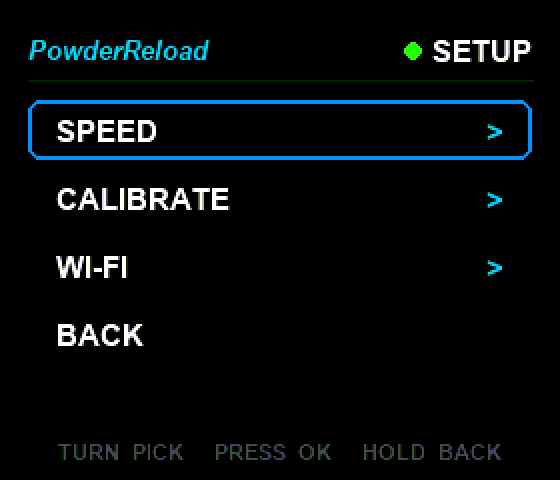 PowderReload SETUP
SPEED >
CALIBRATE >
WI-FI >
BACK
TURN PICK PRESS OK HOLD BACK